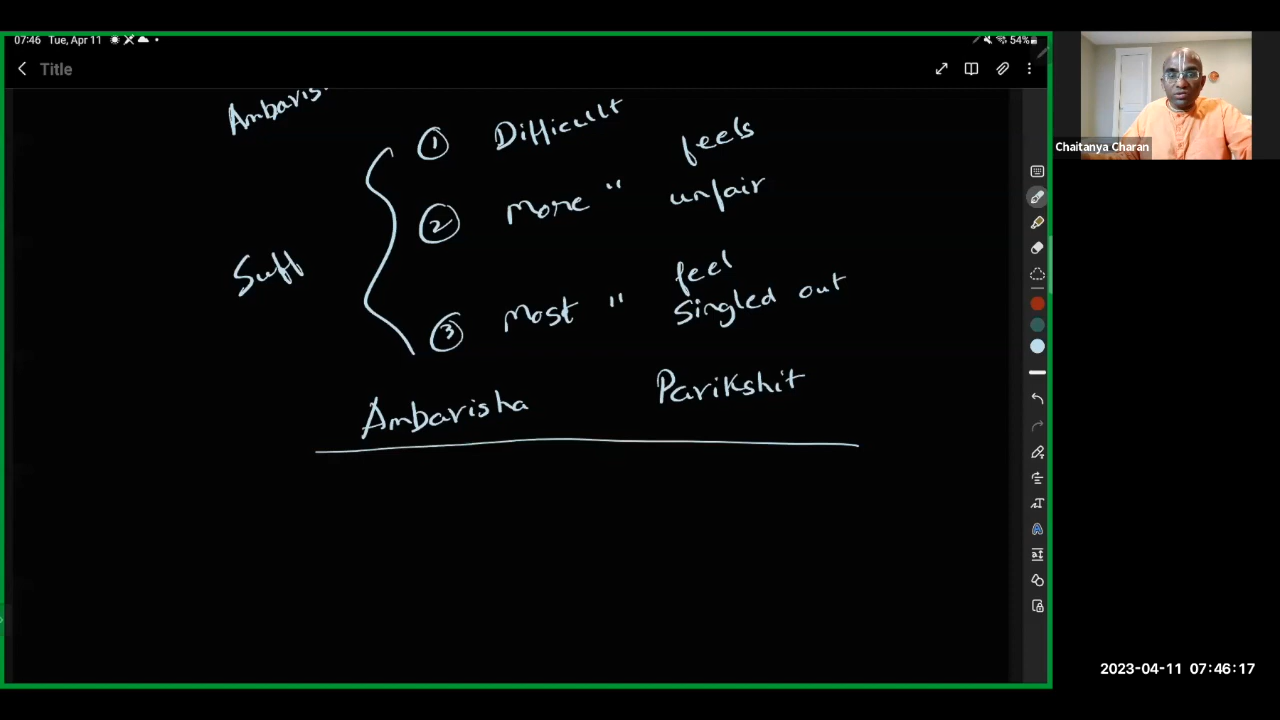 07:46 Tue, Apr 11
54%
Title
Chaitanya Charan
Ambaris
① Difficult
feels
② More " unfair
Suff
feel
③ Most " singled out
Ambarisha Parikshit
2023-04-11 07:46:17